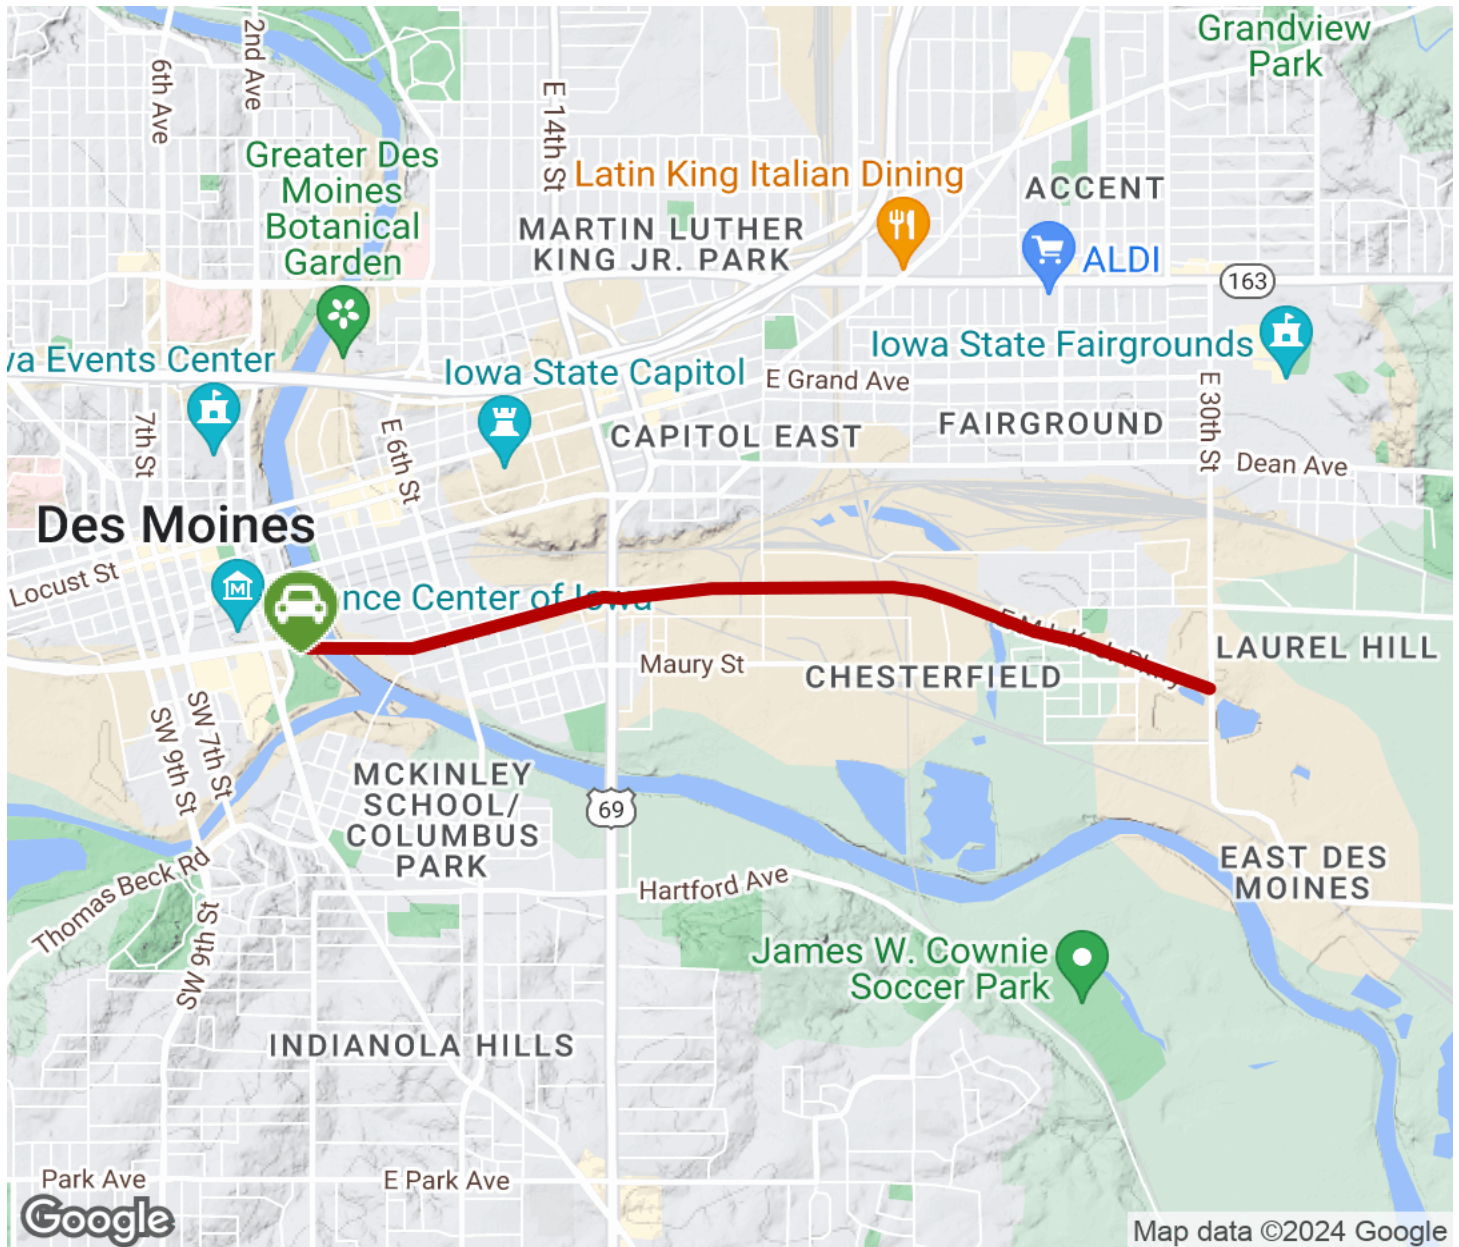 Grandview
Park
2nd Ave
6th Ave
E 14th St
Greater Des
Moines
Botanical
Garden
Latin King Italian Dining
ACCENT
MARTIN LUTHER
KING JR. PARK
ALDI
163
Iowa State Fairgrounds
va Events Center
Iowa State Capitol
E Grand Ave
E 30th St
7th St
E 6th St
CAPITOL EAST
FAIRGROUND
Dean Ave
Des Moines
Locust St
nce Center of Iowa
Maury St
CHESTERFIELD
LAUREL HILL
SW 7th St
SW 9th St
MCKINLEY
SCHOOL/
COLUMBUS
PARK
69
Thomas Beck Rd
Hartford Ave
EAST DES
MOINES
SW 9th St
James W. Cownie
Soccer Park
INDIANOLA HILLS
Park Ave
E Park Ave
Google
Map data ©2024 Google